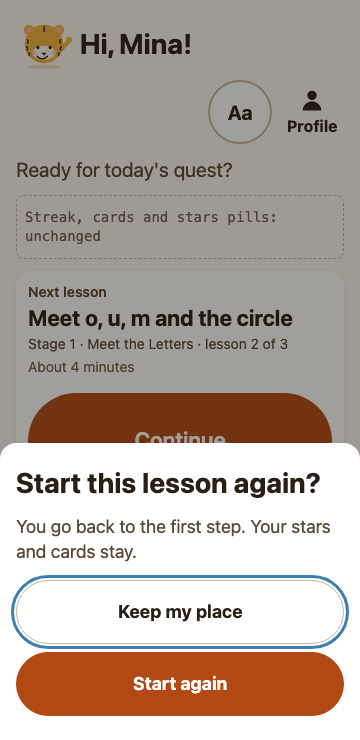 Hi, Mina!
Aa
Profile
Ready for today's quest?
Streak, cards and stars pills:
unchanged
Next lesson
Meet o, u, m and the circle
Stage 1 · Meet the Letters · lesson 2 of 3
About 4 minutes
Continue
Start this lesson again?
You go back to the first step. Your stars
and cards stay.
Keep my place
Start again